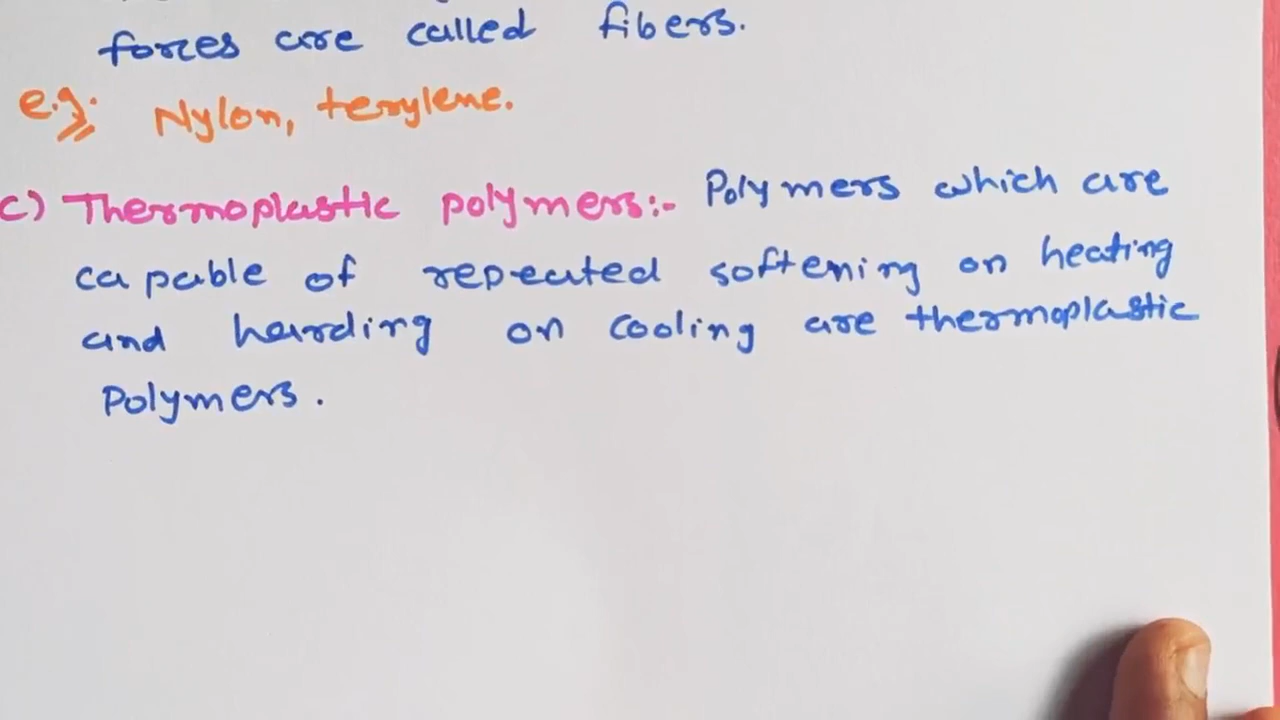 forces are called fibers.
e.g. Nylon, terylene.
c) Thermoplastic polymers:- Polymers which are
capable of repeated softening on heating
and harding on cooling are thermoplastic
Polymers.